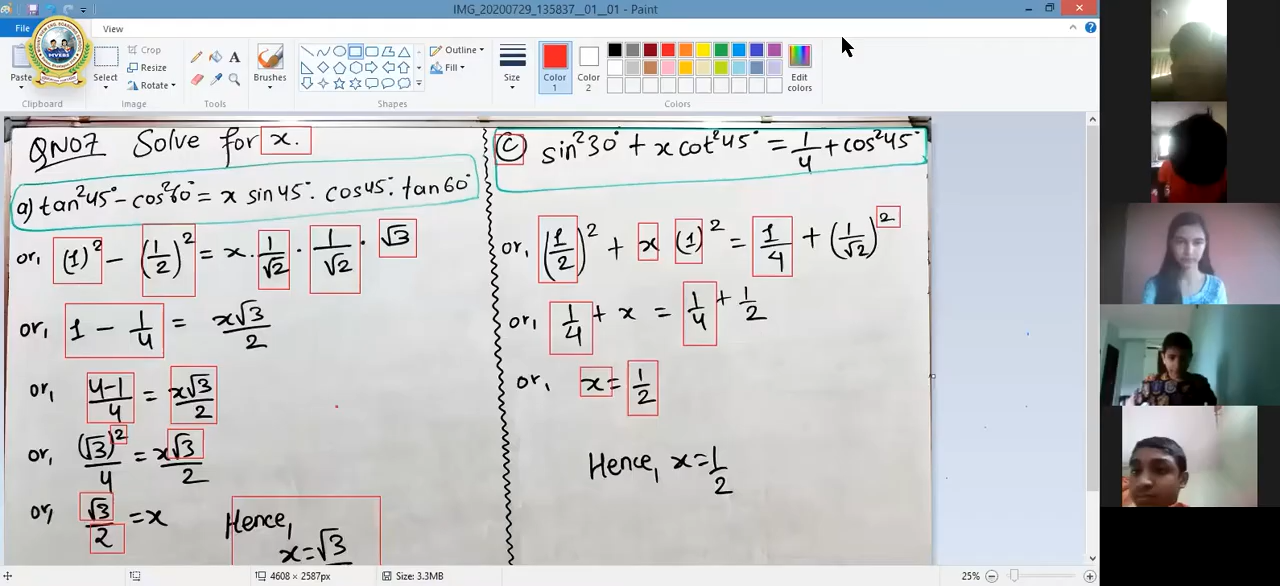 IMG_20200729_135837__01__01 - Paint
File
View
Paste
Clipboard
Select
Crop
Resize
Rotate
Image
Tools
Brushes
Shapes
Outline
Fill
Size
Color 1
Color 2
Colors
Edit colors
QN07 Solve for x.
a) tan²45° - cos²60° = x sin 45°. cos45°. tan60°
or, (1)² - (1/2)² = x. 1/√2 . 1/√2 . √3
or, 1 - 1/4 = x√3/2
or, 4-1/4 = x√3/2
or, (√3)²/4 = x√3/2
or, √3/2 = x
Hence,
x = √3
C sin²30° + x cot²45° = 1/4 + cos²45°
or, (1/2)² + x (1)² = 1/4 + (1/√2)²
or, 1/4 + x = 1/4 + 1/2
or, x = 1/2
Hence, x = 1/2
4608 × 2587px
Size: 3.3MB
25%